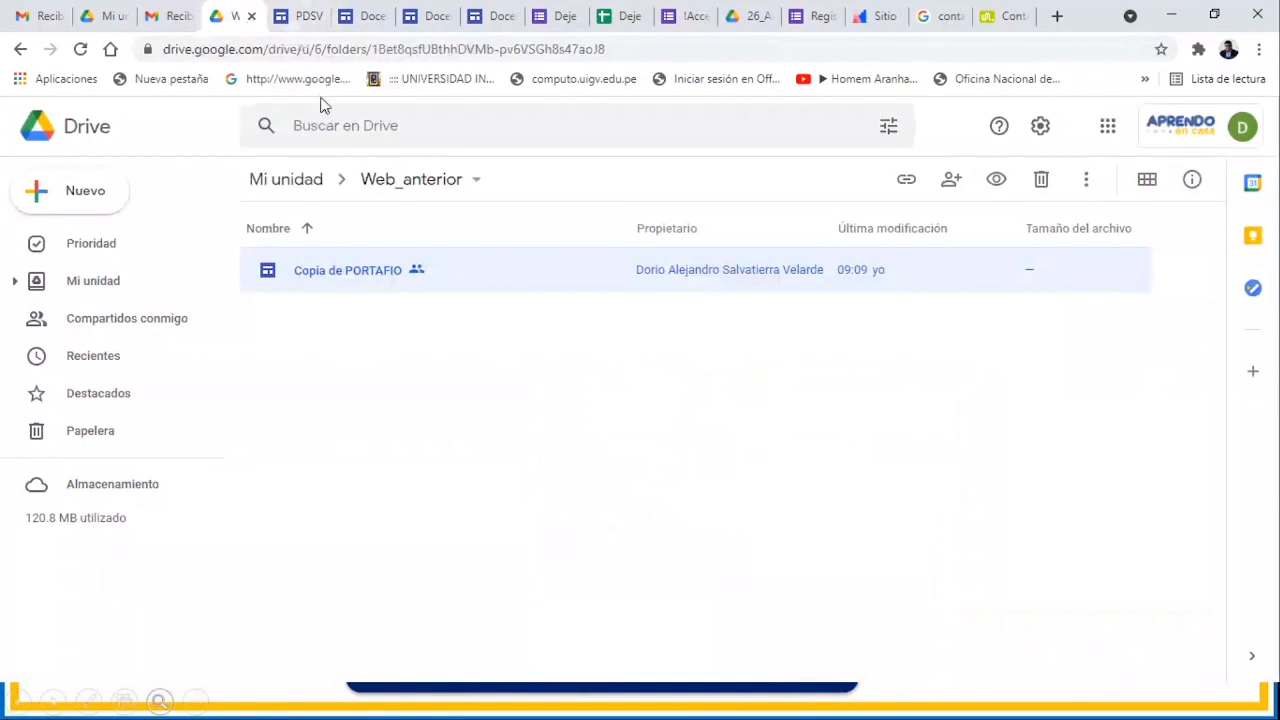 Recib
Mi u
Recib
W
PDSV
Doce
Doce
Doce
Deje
Deje
!Acce
26_A
Regis
Sitio
conta
Cont
drive.google.com/drive/u/6/folders/1Bet8qsfUBthhDVMb-pv6VSGh8s47aoJ8
Aplicaciones
Nueva pestaña
http://www.google....
:::: UNIVERSIDAD IN...
computo.uigv.edu.pe
Iniciar sesión en Off...
▶ Homem Aranha...
Oficina Nacional de...
»
Lista de lectura
Drive
Buscar en Drive
APRENDO
en casa
D
Nuevo
Mi unidad > Web_anterior
31
Nombre
Propietario
Última modificación
Tamaño del archivo
Prioridad
Copia de PORTAFIO
Dorio Alejandro Salvatierra Velarde
09:09 yo
—
Mi unidad
Compartidos conmigo
Recientes
Destacados
Papelera
Almacenamiento
120.8 MB utilizado